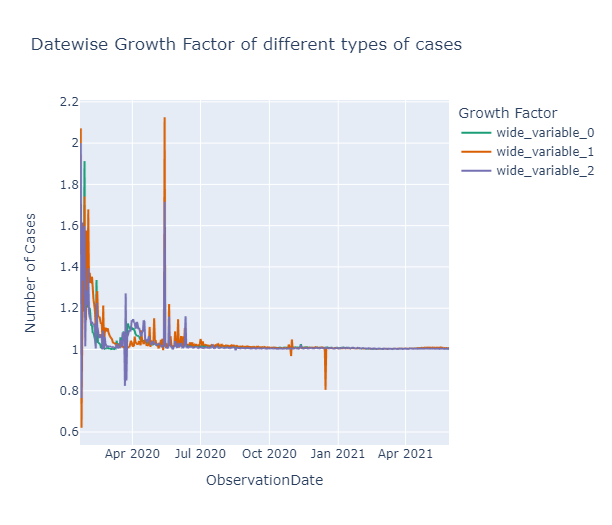 Datewise Growth Factor of different types of cases
Growth Factor
wide_variable_0
wide_variable_1
wide_variable_2
Number of Cases
2.2
2
1.8
1.6
1.4
1.2
1
0.8
0.6
Apr 2020
Jul 2020
Oct 2020
Jan 2021
Apr 2021
ObservationDate